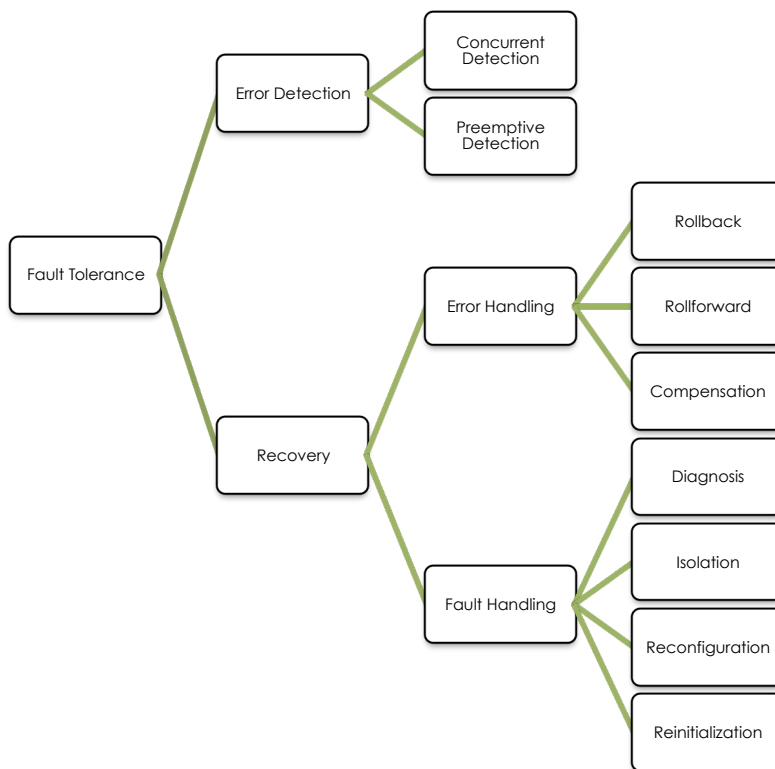 Concurrent
Detection
Error Detection
Preemptive
Detection
Rollback
Fault Tolerance
Error Handling
Rollforward
Compensation
Recovery
Diagnosis
Isolation
Fault Handling
Reconfiguration
Reinitialization